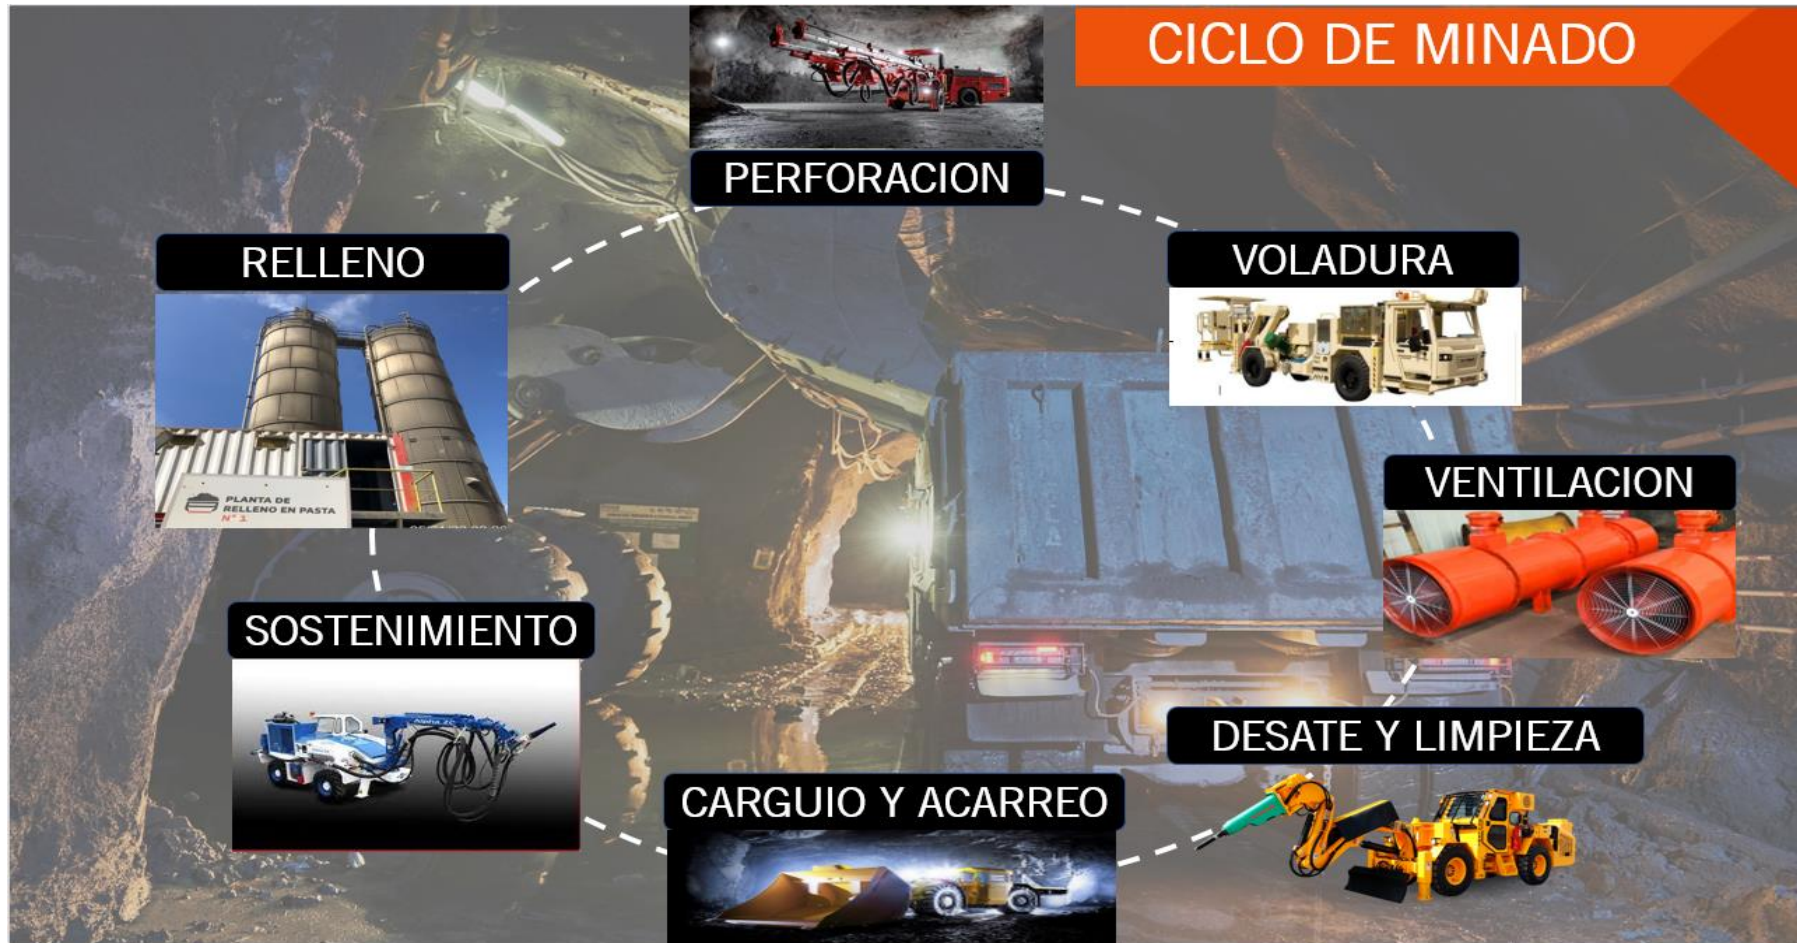 CICLO DE MINADO
PERFORACION
RELLENO
VOLADURA
PLANTA DE
RELLENO EN PASTA
N° 1
VENTILACION
SOSTENIMIENTO
DESATE Y LIMPIEZA
CARGUIO Y ACARREO